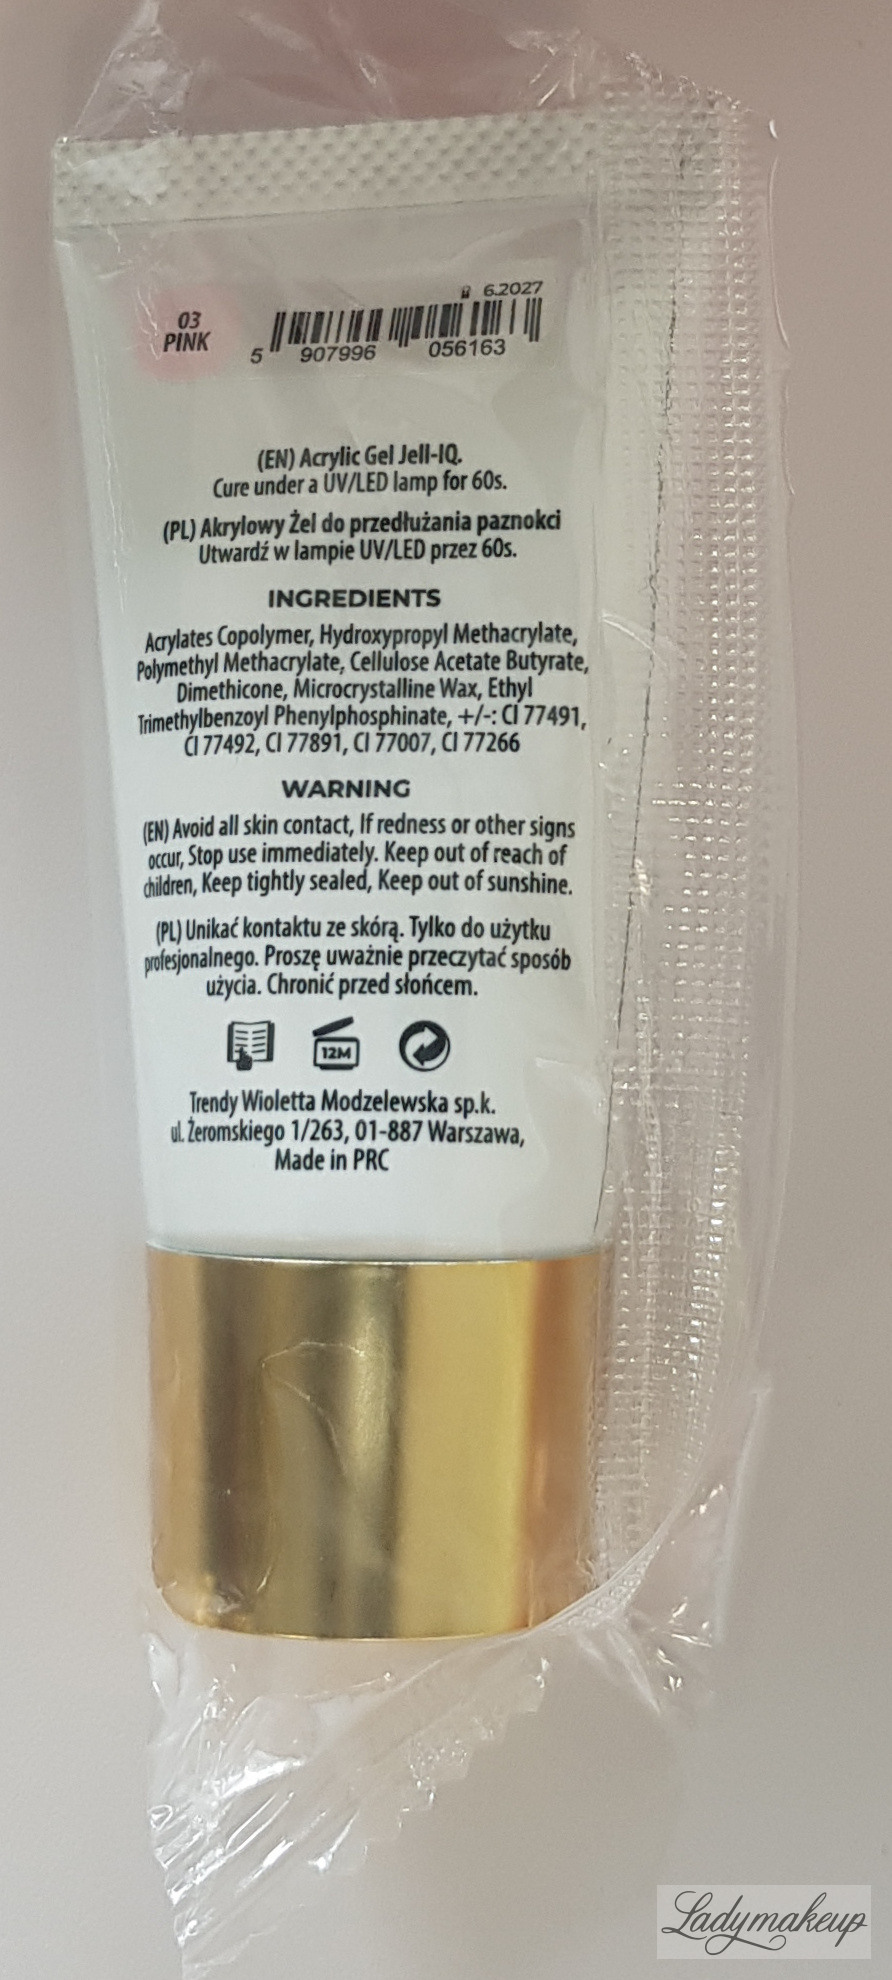 6.2027
03
PINK
5 907996 056163
(EN) Acrylic Gel Jell-IQ.
Cure under a UV/LED lamp for 60s.
(PL) Akrylowy Żel do przedłużania paznokci
Utwardź w lampie UV/LED przez 60s.
INGREDIENTS
Acrylates Copolymer, Hydroxypropyl Methacrylate,
Polymethyl Methacrylate, Cellulose Acetate Butyrate,
Dimethicone, Microcrystalline Wax, Ethyl
Trimethylbenzoyl Phenylphosphinate, +/-: CI 77491,
CI 77492, CI 77891, CI 77007, CI 77266
WARNING
(EN) Avoid all skin contact, If redness or other signs
occur, Stop use immediately. Keep out of reach of
children, Keep tightly sealed, Keep out of sunshine.
(PL) Unikać kontaktu ze skórą. Tylko do użytku
profesjonalnego. Proszę uważnie przeczytać sposób
użycia. Chronić przed słońcem.
12M
Trendy Wioletta Modzelewska sp.k.
ul. Żeromskiego 1/263, 01-887 Warszawa,
Made in PRC
Ladymakeup